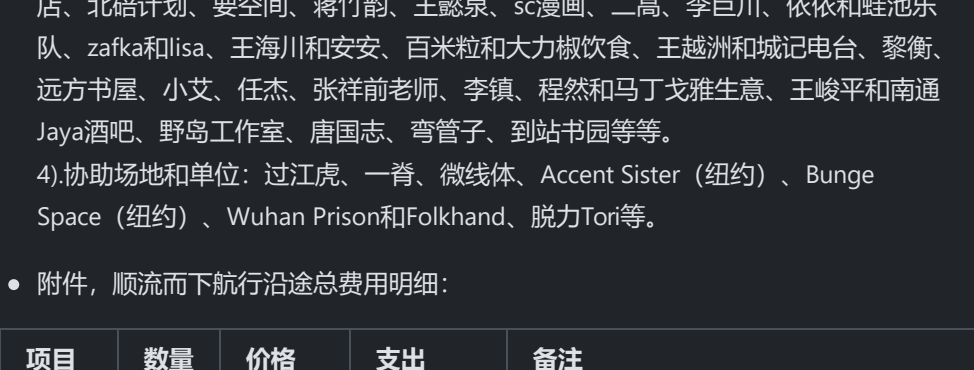 店、北碚计划、要空间、蒋竹韵、王懿泉、sc漫画、二高、李巨川、依依和蛙池乐
队、zafka和lisa、王海川和安安、百米粒和大力椒饮食、王越洲和城记电台、黎衡、
远方书屋、小艾、任杰、张祥前老师、李镇、程然和马丁戈雅生意、王峻平和南通
Jaya酒吧、野岛工作室、唐国志、弯管子、到站书园等等。
4).协助场地和单位：过江虎、一脊、微线体、Accent Sister（纽约）、Bunge
Space（纽约）、Wuhan Prison和Folkhand、脱力Tori等。
● 附件，顺流而下航行沿途总费用明细：
项目 数量 价格 支出 备注